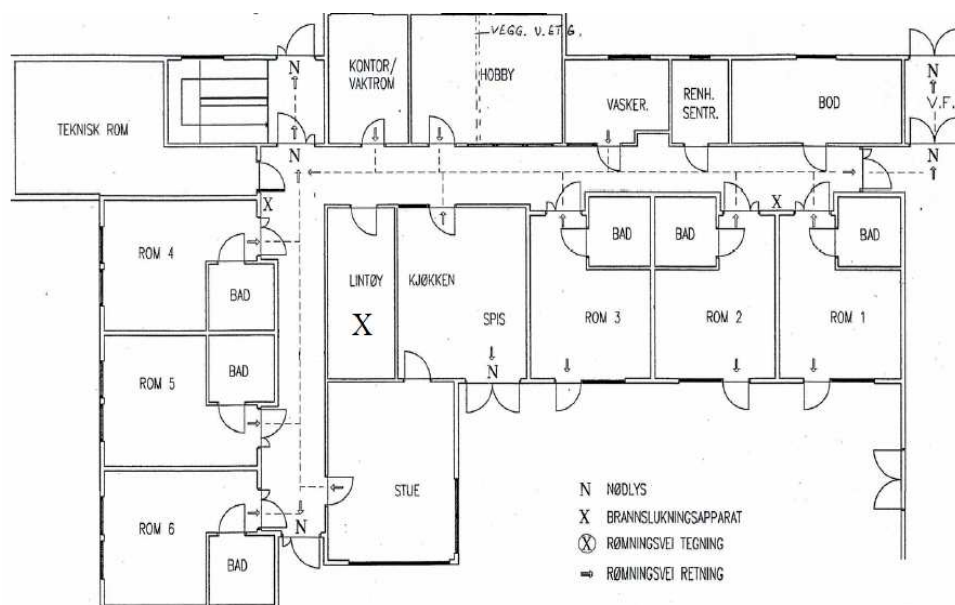 VEGG. V. ETG.
N
N
KONTOR/
VAKTROM
HOBBY
VASKER.
RENH.
SENTR.
BOD
V.F.
TEKNISK ROM
N
N
X
X
ROM 4
BAD
BAD
BAD
BAD
LINTØY
KJØKKEN
X
SPIS
ROM 3
ROM 2
ROM 1
N
ROM 5
BAD
STUE
ROM 6
N
BAD
N NØDLYS
X BRANNSLUKNINGSAPPARAT
X RØMNINGSVEI TEGNING
RØMNINGSVEI RETNING